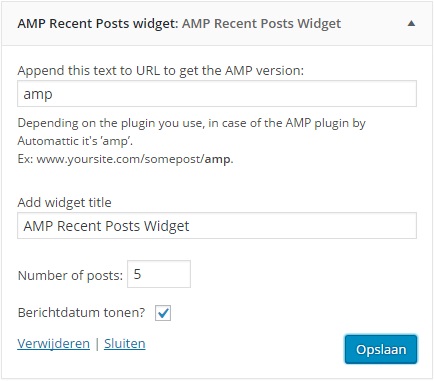 AMP Recent Posts widget: AMP Recent Posts Widget
Append this text to URL to get the AMP version:
amp
Depending on the plugin you use, in case of the AMP plugin by
Automattic it's 'amp'.
Ex: www.yoursite.com/somepost/amp.
Add widget title
AMP Recent Posts Widget
Number of posts: 5
Berichtdatum tonen?
Verwijderen | Sluiten
Opslaan